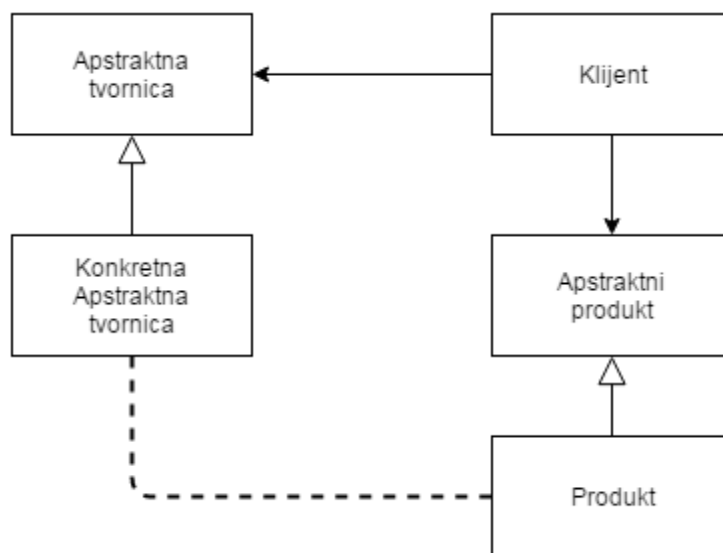 Apstraktna
tvornica
Klijent
Konkretna
Apstraktna
tvornica
Apstraktni
produkt
Produkt